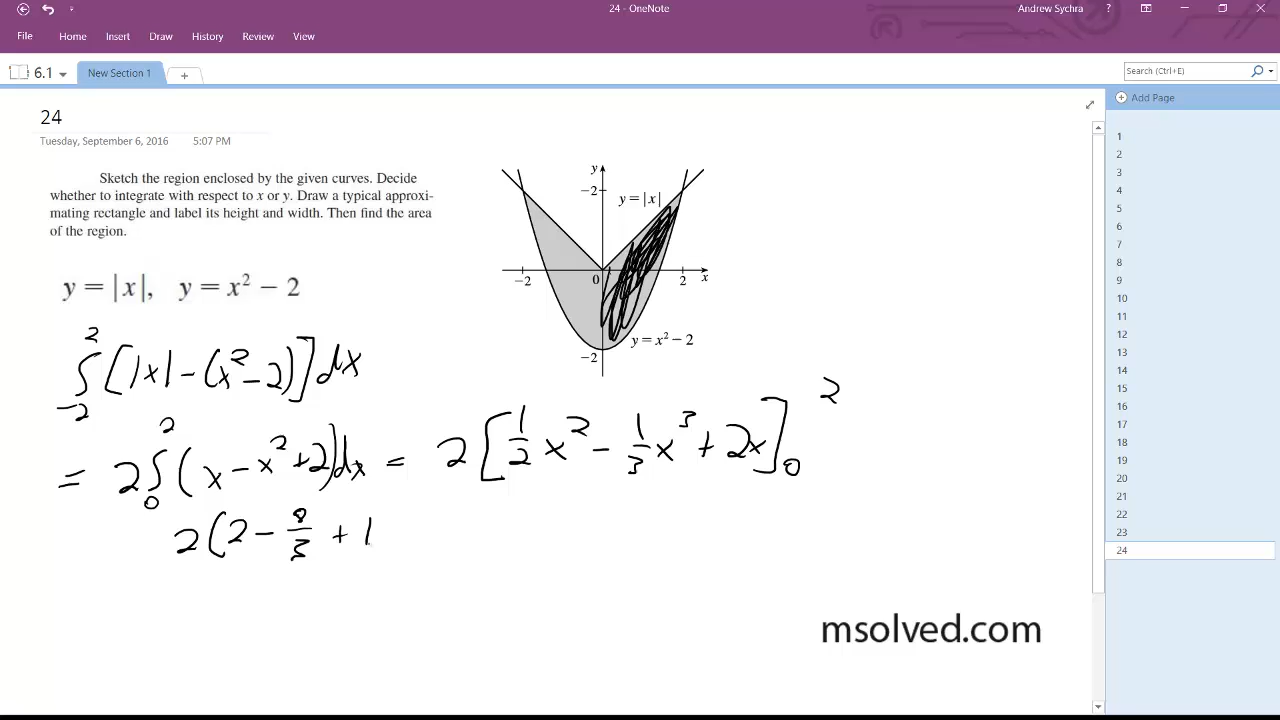 24 - OneNote
Andrew Sychra
?
File Home Insert Draw History Review View
6.1 New Section 1 +
Search (Ctrl+E)
Add Page
24
Tuesday, September 6, 2016 5:07 PM
Sketch the region enclosed by the given curves. Decide
whether to integrate with respect to x or y. Draw a typical approxi-
mating rectangle and label its height and width. Then find the area
of the region.
y = |x|, y = x² − 2
y
−2
y = |x|
−2 0 2 x
y = x² − 2
−2
∫₋₂² [|x| − (x² − 2)] dx
= 2 ∫₀² (x − x² + 2) dx = 2 [1/2 x² − 1/3 x³ + 2x]₀²
2 (2 − 8/3 + 1
msolved.com
1
2
3
4
5
6
7
8
9
10
11
12
13
14
15
16
17
18
19
20
21
22
23
24